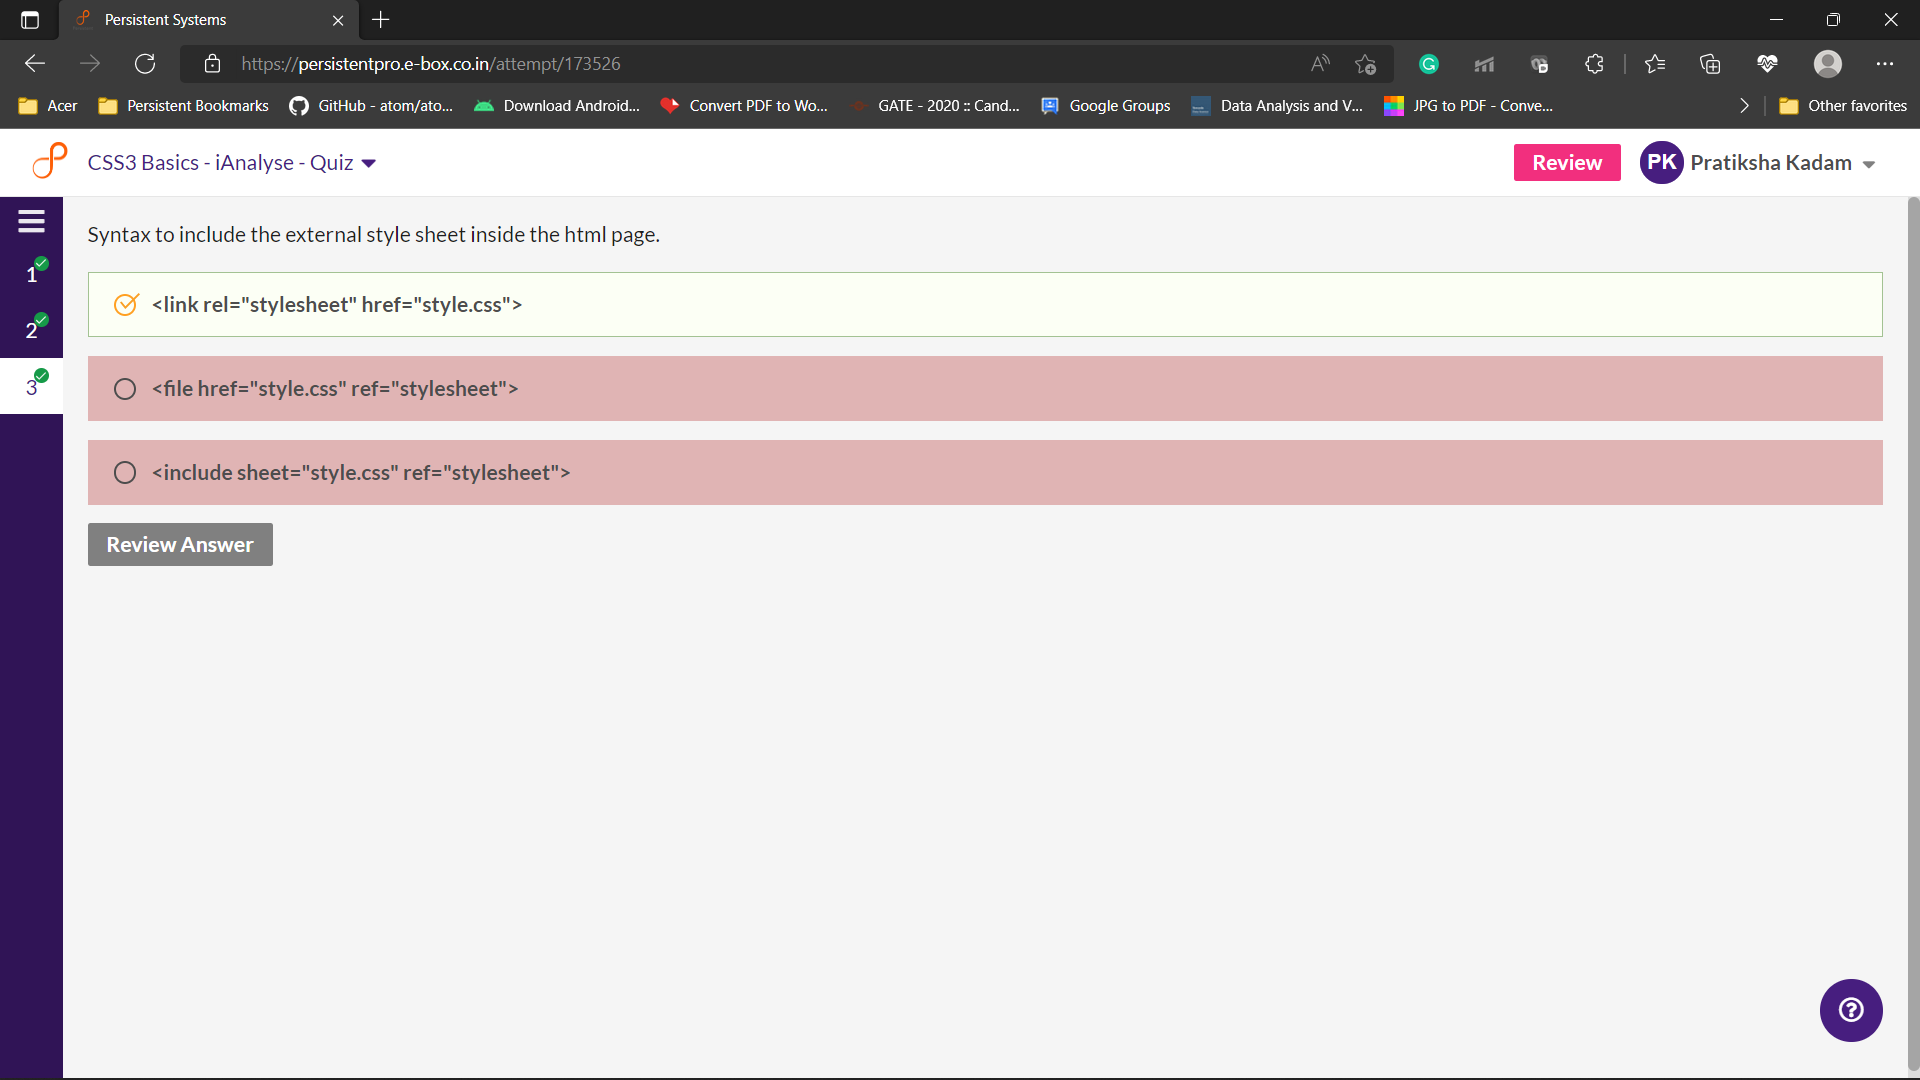 Persistent Systems
https://persistentpro.e-box.co.in/attempt/173526
Acer Persistent Bookmarks GitHub - atom/ato... Download Android... Convert PDF to Wo... GATE - 2020 :: Cand... Google Groups Data Analysis and V... JPG to PDF - Conve... Other favorites
CSS3 Basics - iAnalyse - Quiz Review PK Pratiksha Kadam
Syntax to include the external style sheet inside the html page.
1
<link rel="stylesheet" href="style.css">
2
<file href="style.css" ref="stylesheet">
3
<include sheet="style.css" ref="stylesheet">
Review Answer